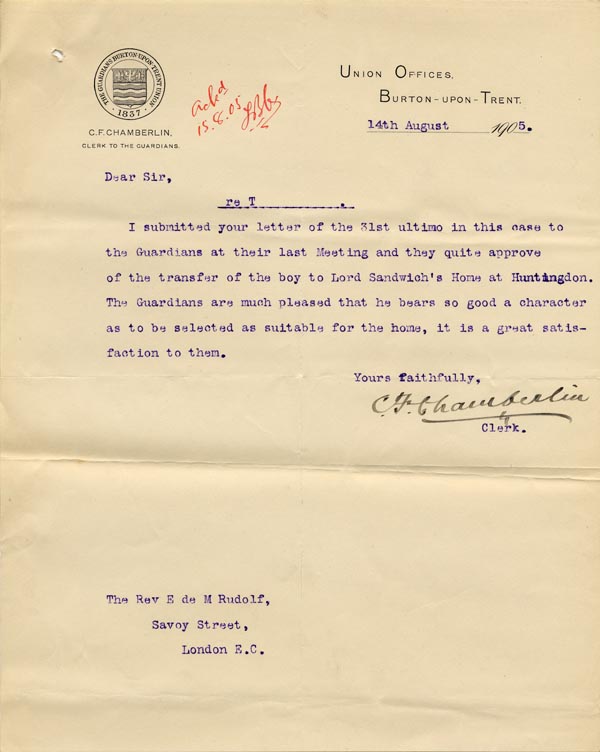 THE GUARDIANS BURTON-UPON-TRENT UNION
· 1837 ·
C. F. CHAMBERLIN,
CLERK TO THE GUARDIANS.
ackd
15.8.05
UNION OFFICES,
BURTON-UPON-TRENT.
14th August 1905.
Dear Sir,
re T .
I submitted your letter of the 31st ultimo in this case to
the Guardians at their last Meeting and they quite approve
of the transfer of the boy to Lord Sandwich's Home at Huntingdon.
The Guardians are much pleased that he bears so good a character
as to be selected as suitable for the home, it is a great satis-
faction to them.
Yours faithfully,
C. F. Chamberlin
Clerk.
The Rev E de M Rudolf,
Savoy Street,
London E.C.